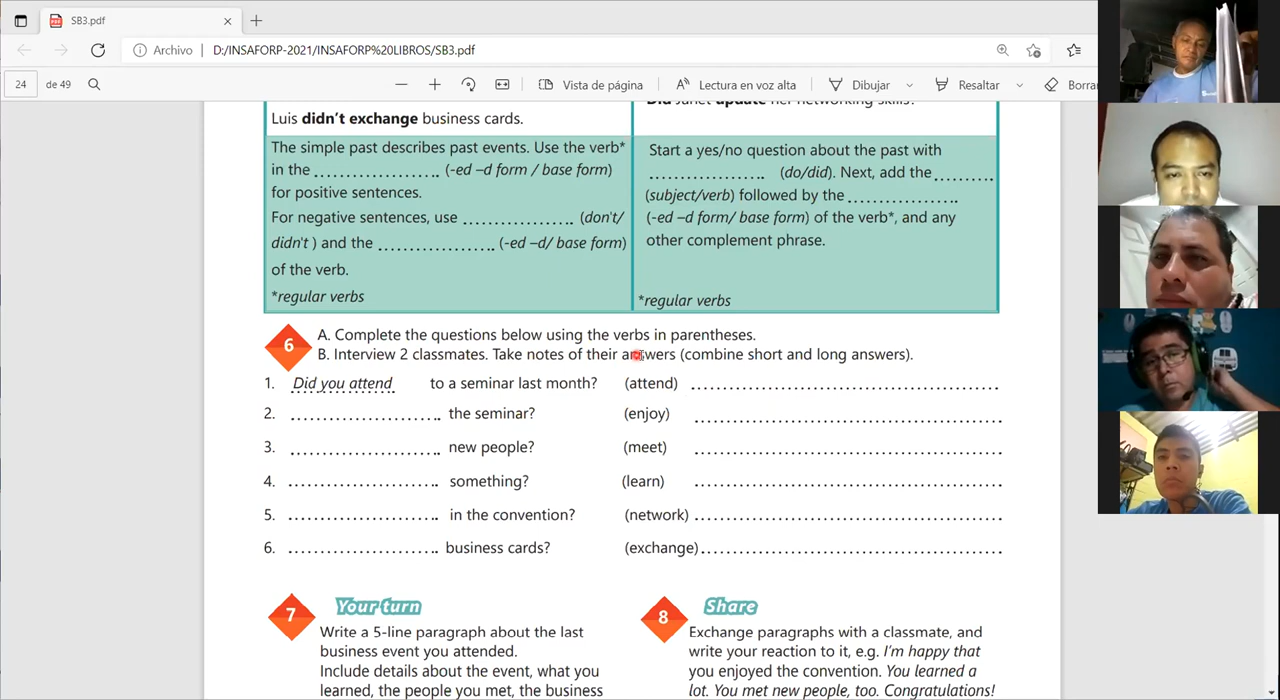 SB3.pdf
Archivo | D:/INSAFORP-2021/INSAFORP%20LIBROS/SB3.pdf
24 de 49 Vista de página Lectura en voz alta Dibujar Resaltar Borrar
Luis didn't exchange business cards.
Did Janet update her networking skills?
The simple past describes past events. Use the verb*
in the .................. (-ed –d form / base form)
for positive sentences.
For negative sentences, use ................ (don't/
didn't ) and the ................. (-ed –d/ base form)
of the verb.
*regular verbs
Start a yes/no question about the past with
.................. (do/did). Next, add the .........
(subject/verb) followed by the ................
(-ed –d form/ base form) of the verb*, and any
other complement phrase.
*regular verbs
6
A. Complete the questions below using the verbs in parentheses.
B. Interview 2 classmates. Take notes of their answers (combine short and long answers).
1. Did you attend to a seminar last month? (attend) ..............................
2. ...................... the seminar? (enjoy) ..............................
3. ...................... new people? (meet) ..............................
4. ...................... something? (learn) ..............................
5. ...................... in the convention? (network) ..............................
6. ...................... business cards? (exchange) ..............................
7 Your turn
Write a 5-line paragraph about the last
business event you attended.
Include details about the event, what you
learned, the people you met, the business
8 Share
Exchange paragraphs with a classmate, and
write your reaction to it, e.g. I'm happy that
you enjoyed the convention. You learned a
lot. You met new people, too. Congratulations!